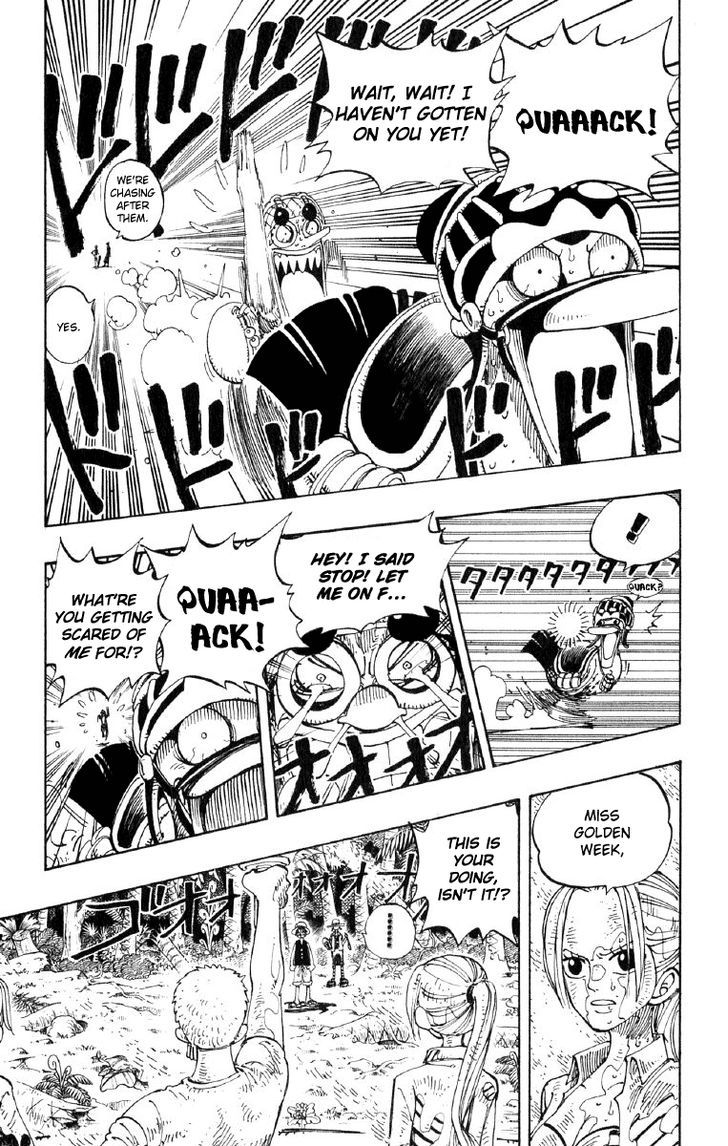 QUAAACK!
WAIT, WAIT! I
HAVEN'T GOTTEN
ON YOU YET!
ドドドドド
WE'RE
CHASING
AFTER
THEM.
YES.
ドドドドド
!
タタタタタタタ
QUACK?
HEY! I SAID
STOP! LET
ME ON F...
オオオオ
QUAA-
ACK!
WHAT'RE
YOU GETTING
SCARED OF
ME FOR!?
MISS
GOLDEN
WEEK,
THIS IS
YOUR
DOING,
ISN'T IT!?
ゴオオオオ